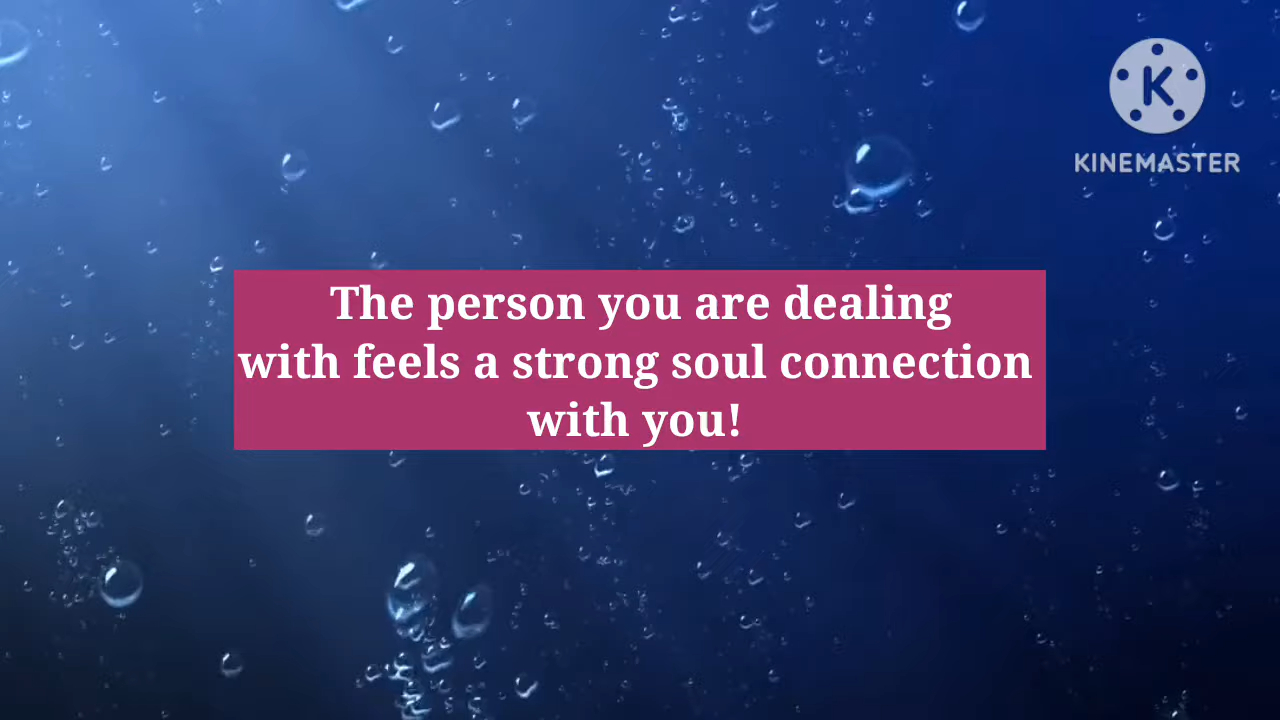 KINEMASTER
The person you are dealing
with feels a strong soul connection
with you!